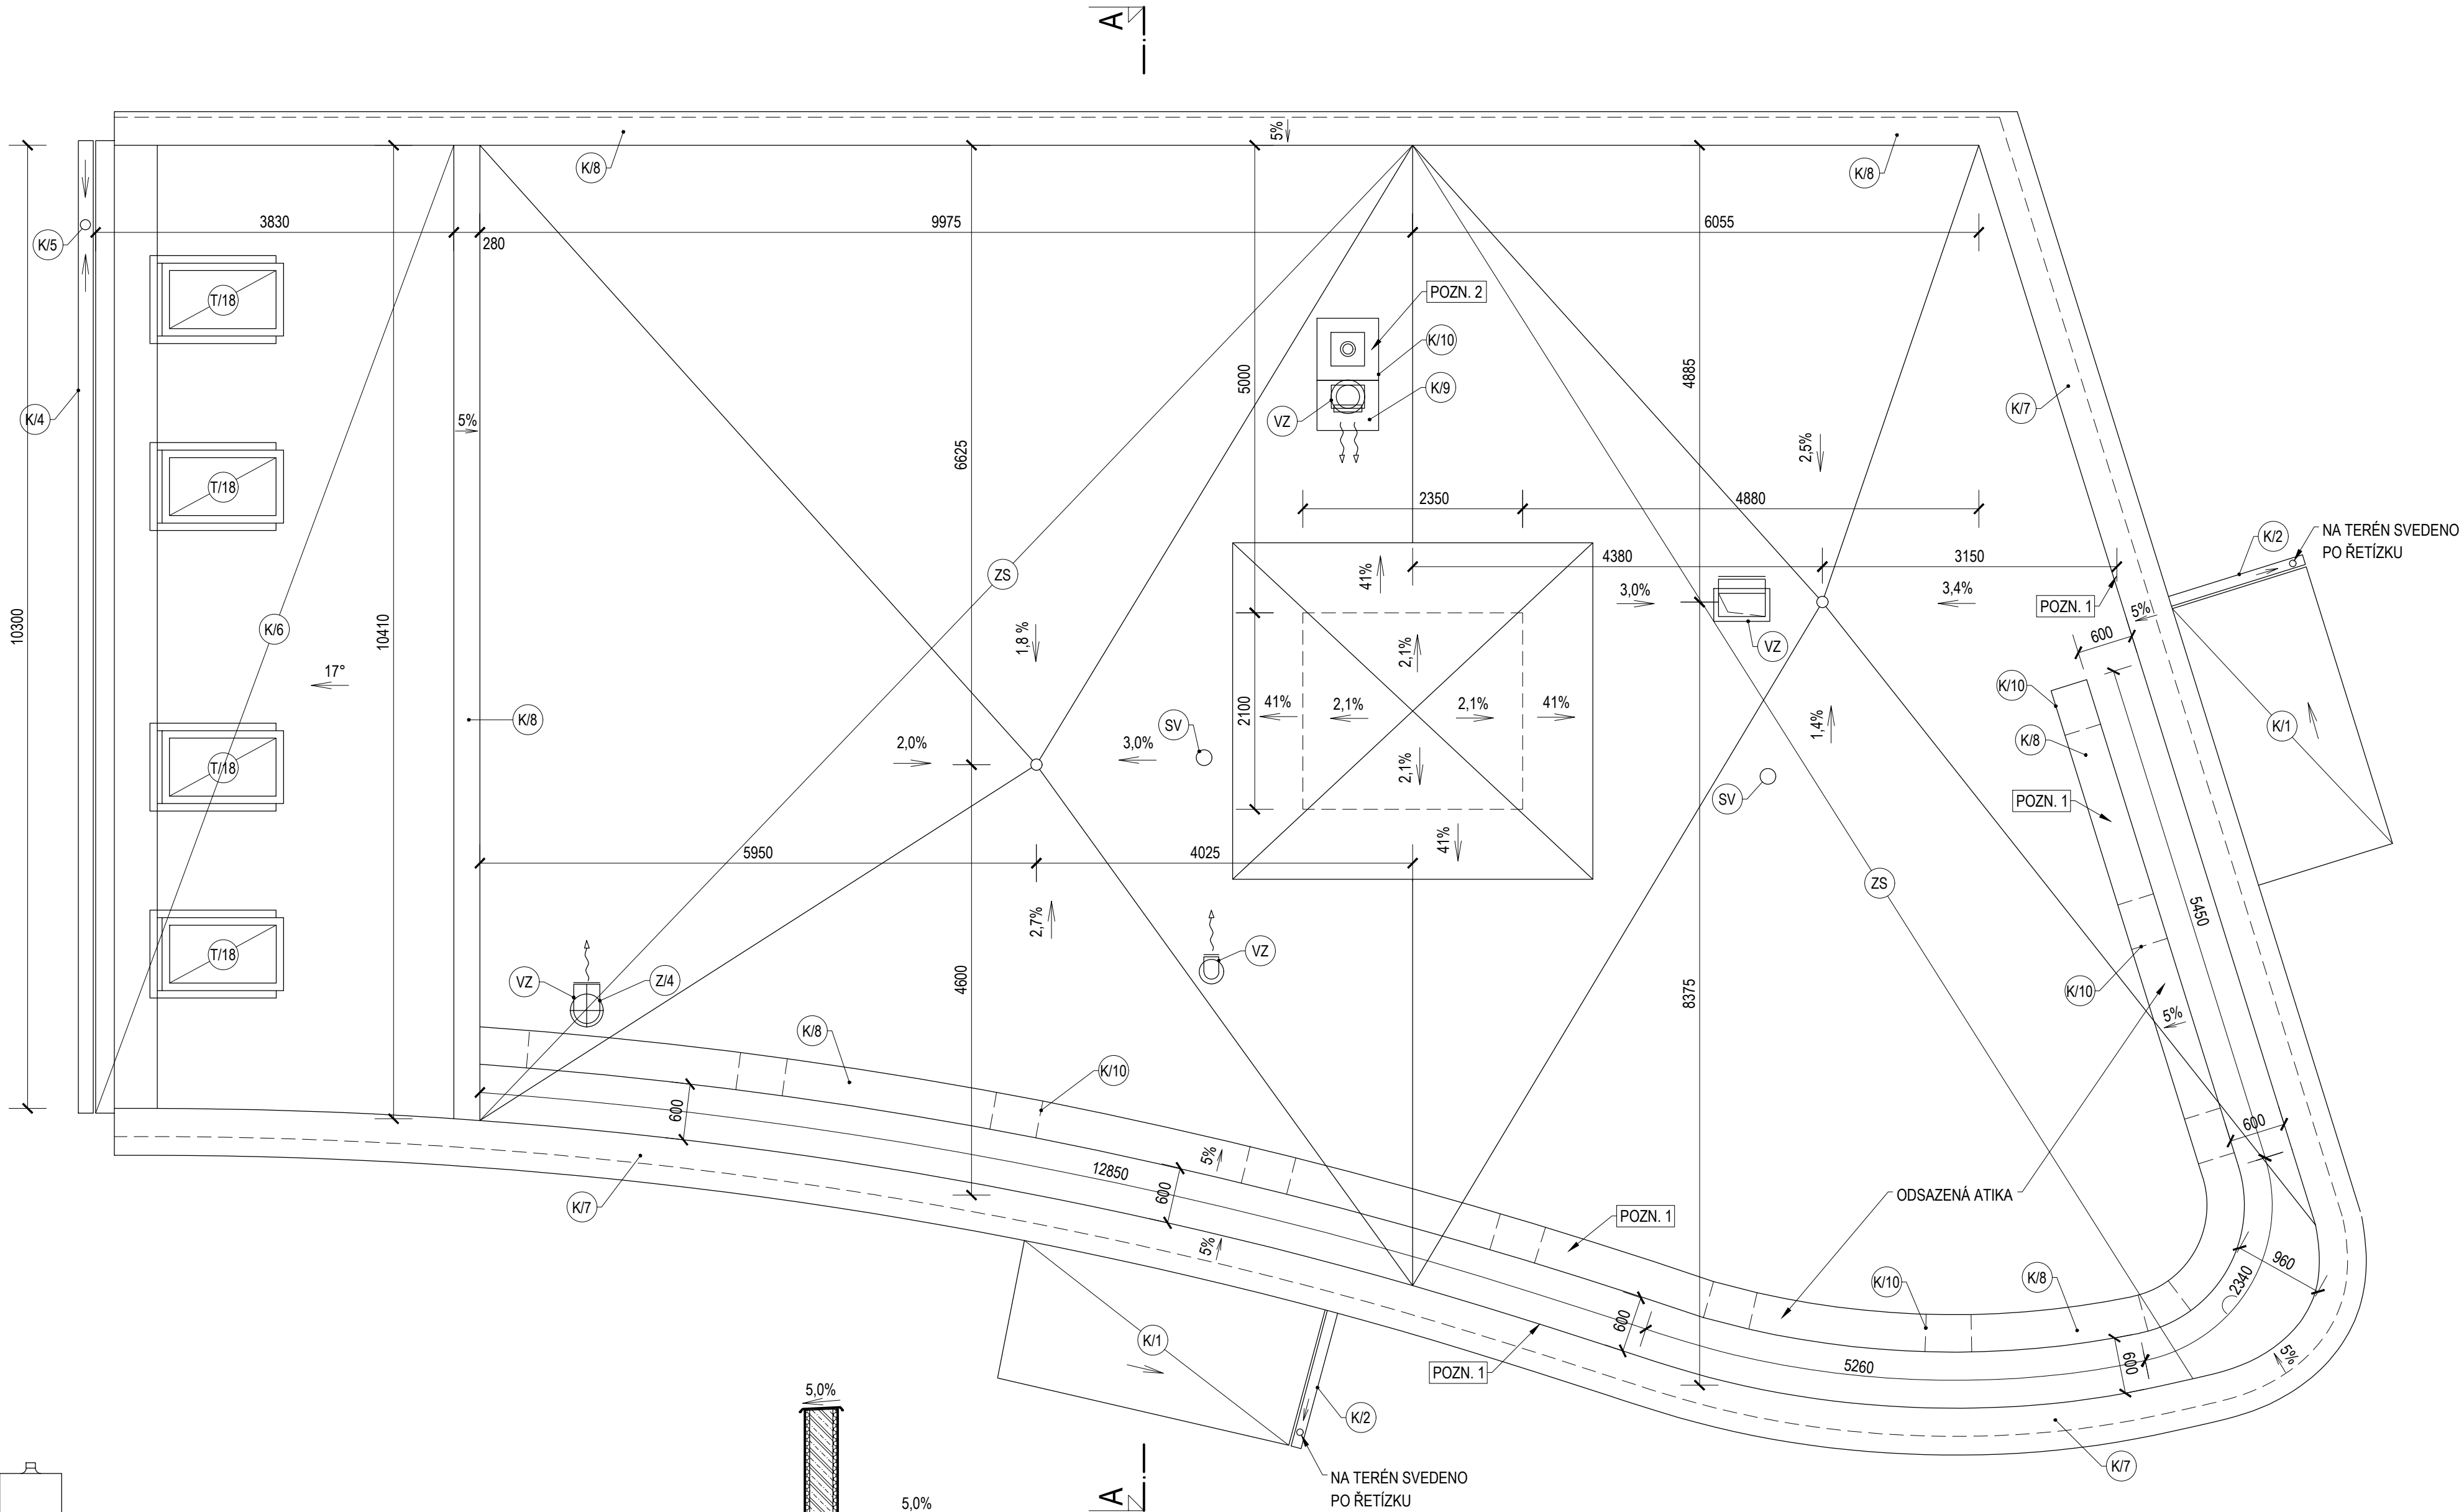 A
5%
K/8
K/8
3830
9975
6055
K/5
280
T/18
POZN. 2
K/10
K/4
K/9
K/7
VZ
5%
5000
4885
6625
2,5%
T/18
2350
4880
K/2
NA TERÉN SVEDENO
PO ŘETÍZKU
4380
3150
ZS
41%
3,0%
3,4%
POZN. 1
5%
10300
K/6
10410
1,8 %
600
2,1%
VZ
17°
K/10
41%
2,1%
2,1%
41%
2100
K/8
SV
1,4%
K/1
2,0%
3,0%
K/8
T/18
2,1%
SV
POZN. 1
41%
5950
4025
ZS
5450
2,7%
T/18
VZ
Z/4
VZ
4600
8375
K/10
5%
K/8
K/10
600
600
12850
5%
600
ODSAZENÁ ATIKA
K/7
POZN. 1
5%
960
K/10
K/8
2340
600
K/1
5260
600
5%
POZN. 1
5,0%
K/2
K/7
NA TERÉN SVEDENO
PO ŘETÍZKU
5,0%
A